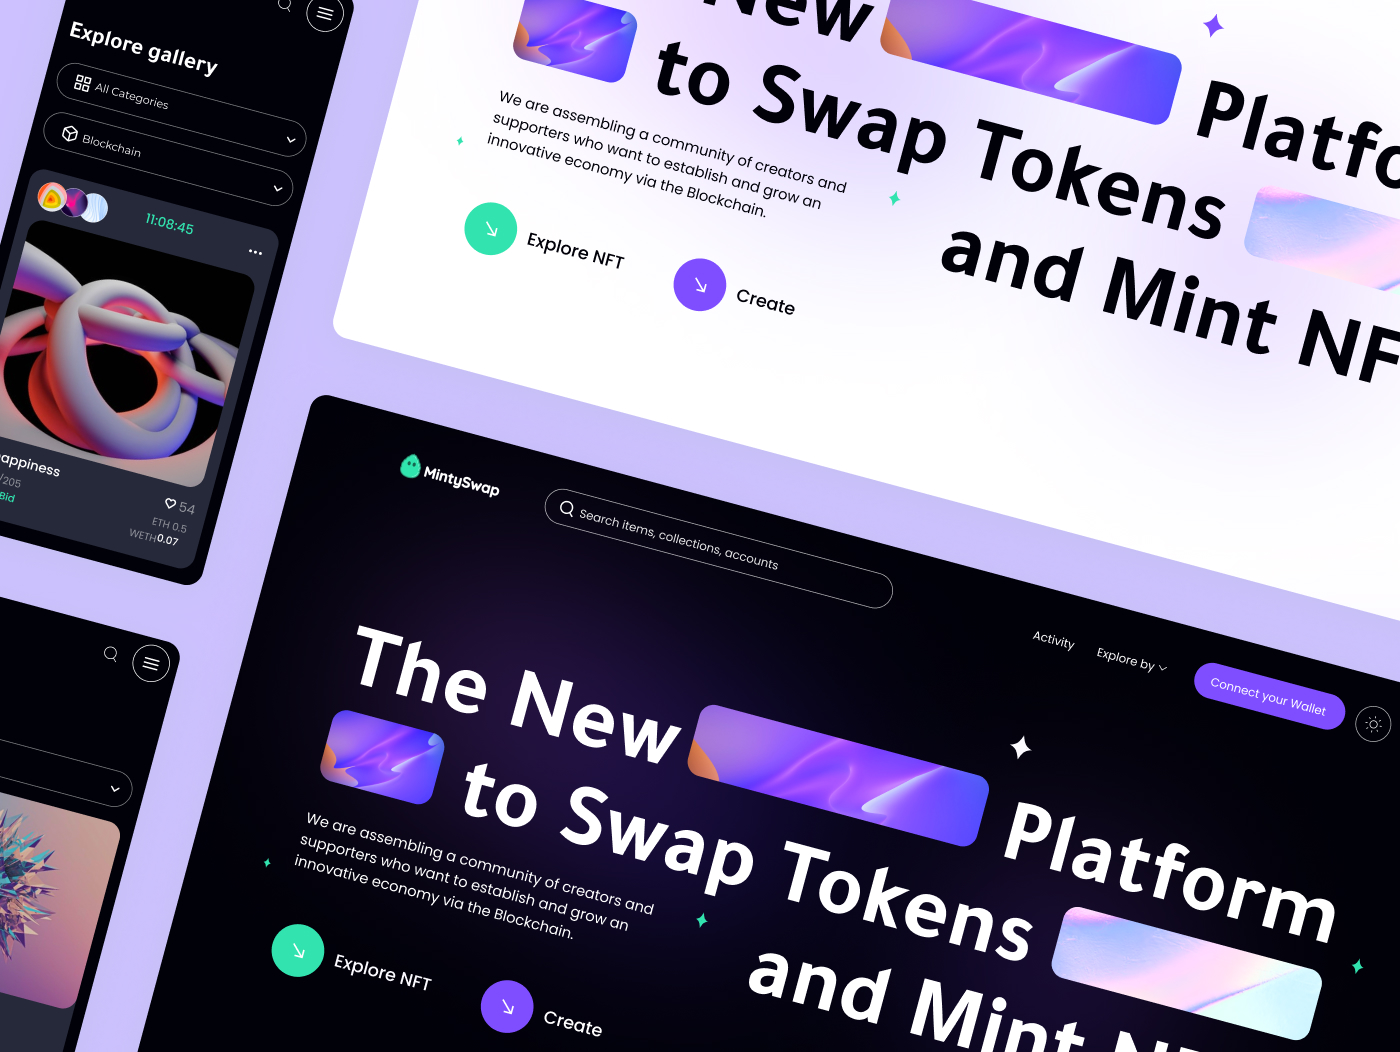 Explore gallery
All Categories
Blockchain
11:08:45
appiness
/205
Bid
54
ETH 0.5
WETH 0.07
New
Platfo
to Swap Tokens
and Mint NF
We are assembling a community of creators and
supporters who want to establish and grow an
innovative economy via the Blockchain.
Explore NFT
Create
MintySwap
Search items, collections, accounts
Activity
Explore by
Connect your Wallet
The New
Platform
to Swap Tokens
and Mint NF
We are assembling a community of creators and
supporters who want to establish and grow an
innovative economy via the Blockchain.
Explore NFT
Create